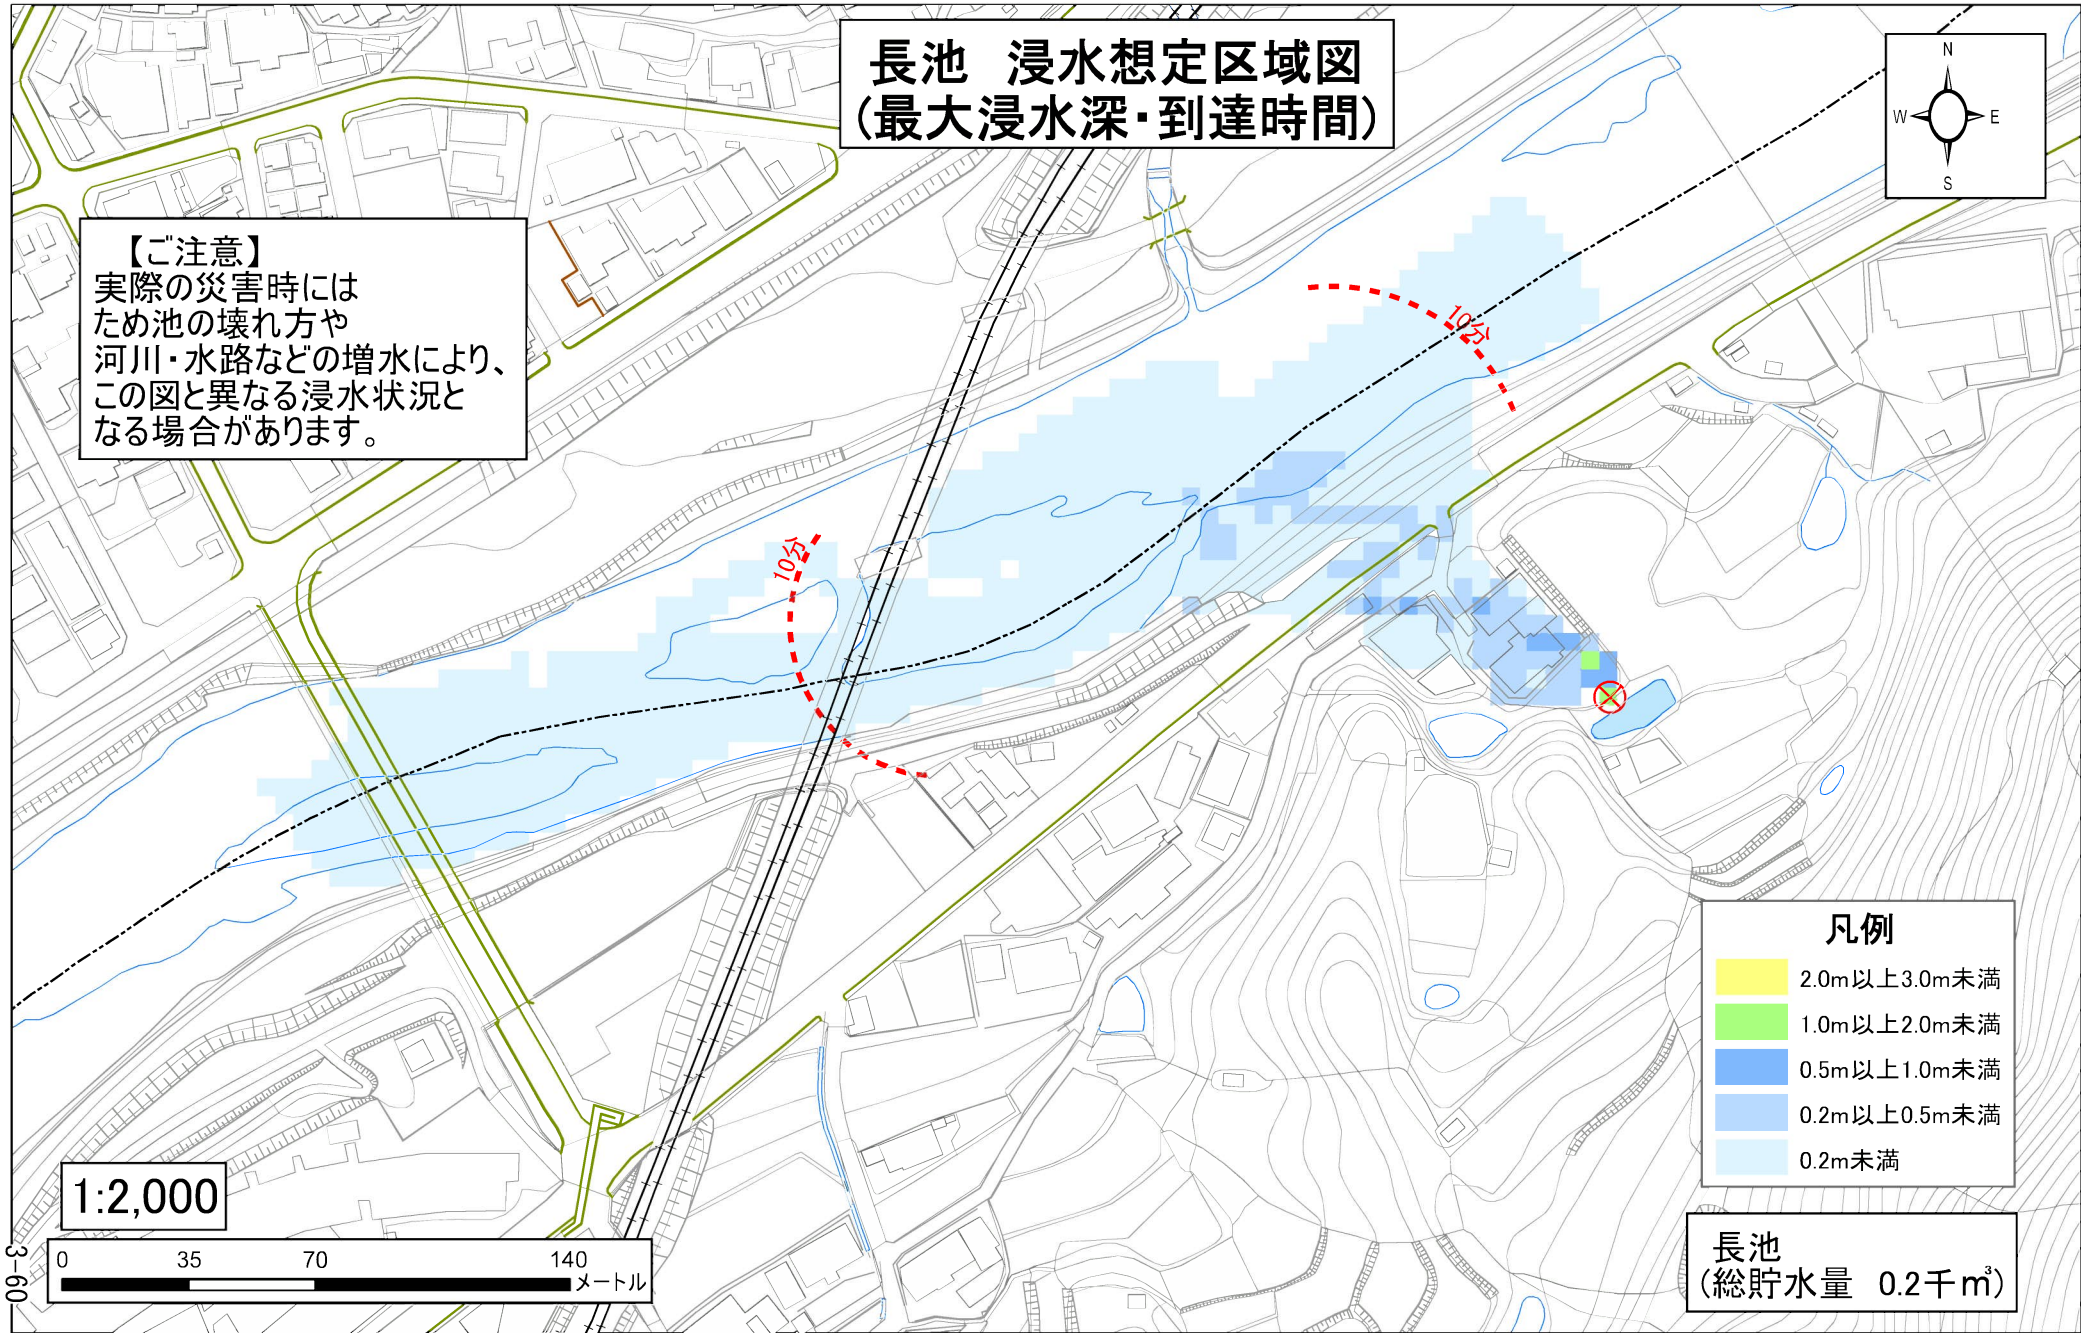 長池　浸水想定区域図
(最大浸水深・到達時間)
N
W
E
S
【ご注意】
実際の災害時には
ため池の壊れ方や
河川・水路などの増水により、
この図と異なる浸水状況と
なる場合があります。
10分
10分
凡例
2.0m以上3.0m未満
1.0m以上2.0m未満
0.5m以上1.0m未満
0.2m以上0.5m未満
0.2m未満
1:2,000
0 35 70 140
メートル
長池
(総貯水量　0.2千㎥)
3-60